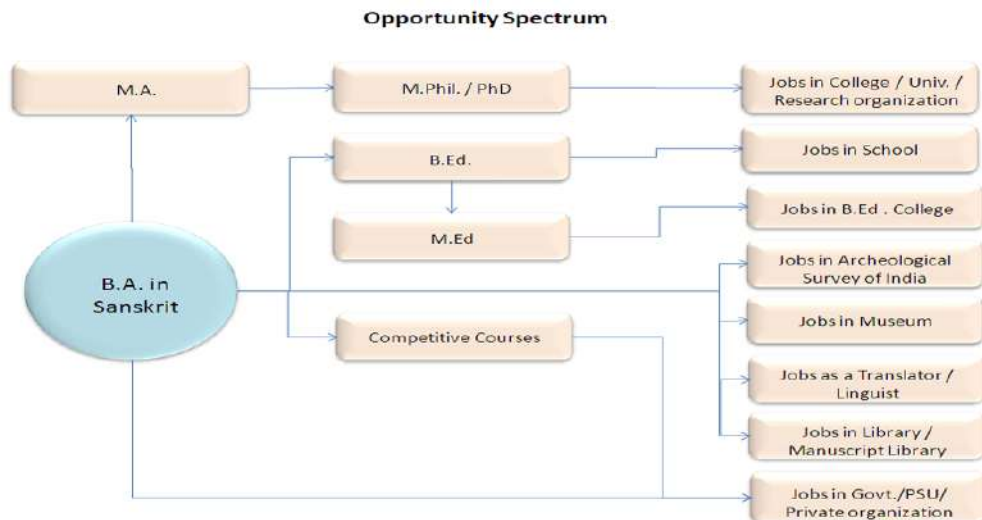 Opportunity Spectrum
M.A.
M.Phil. / PhD
Jobs in College / Univ. /
Research organization
B.Ed.
Jobs in School
M.Ed
Jobs in B.Ed . College
B.A. in
Sanskrit
Jobs in Archeological
Survey of India
Competitive Courses
Jobs in Museum
Jobs as a Translator /
Linguist
Jobs in Library /
Manuscript Library
Jobs in Govt./PSU/
Private organization